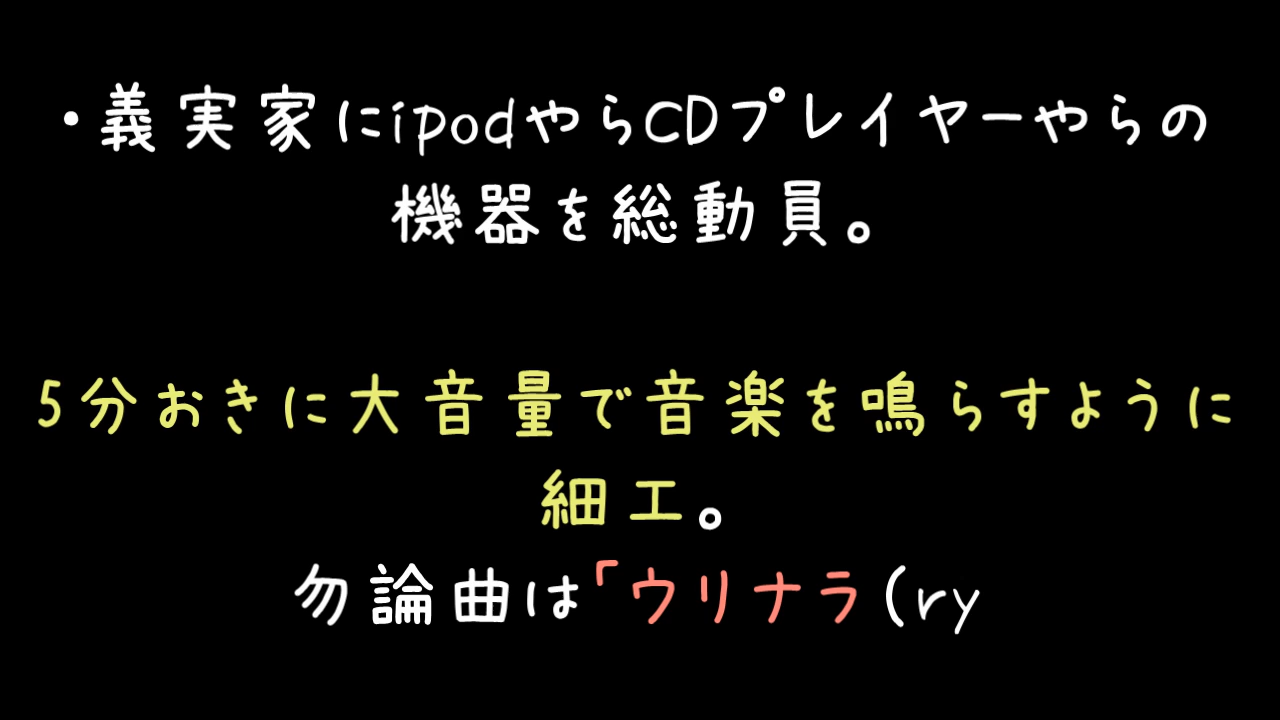 ・義実家にipodやらCDプレイヤーやらの
機器を総動員。
5分おきに大音量で音楽を鳴らすように
細工。
勿論曲は「ウリナラ(ry